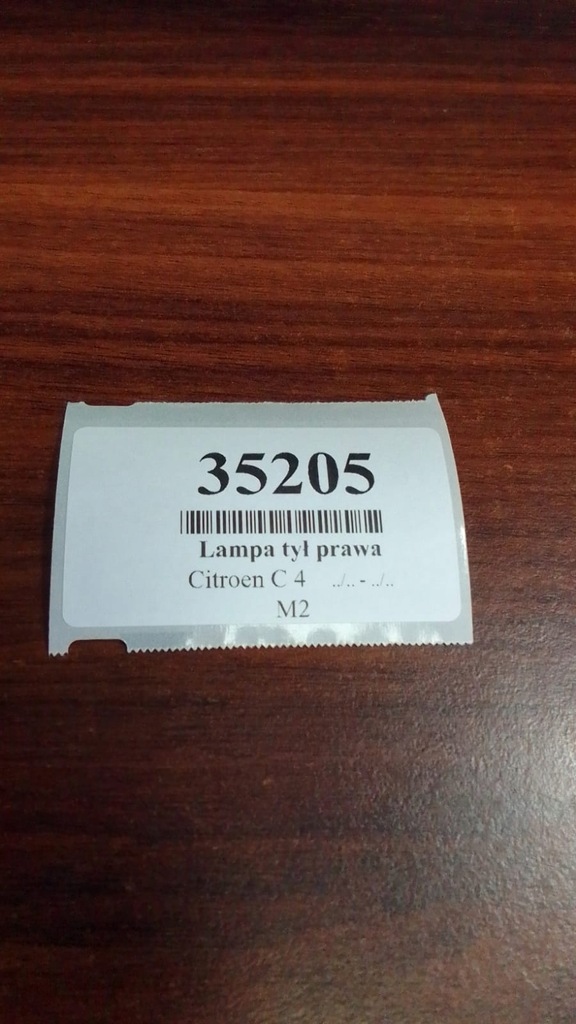 35205
Lampa tył prawa
Citroen C 4 ../.. - ../..
M2